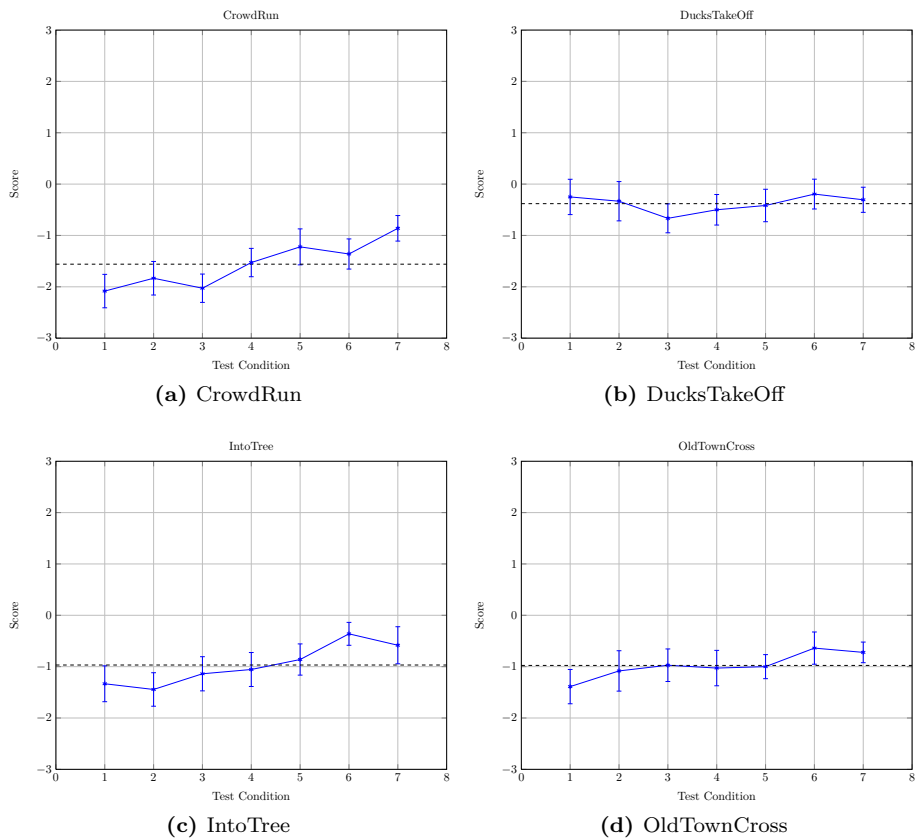 CrowdRun
3
2
1
0
−1
−2
−3
Score
0 1 2 3 4 5 6 7 8
Test Condition
(a) CrowdRun
DucksTakeOff
3
2
1
0
−1
−2
−3
Score
0 1 2 3 4 5 6 7 8
Test Condition
(b) DucksTakeOff
IntoTree
3
2
1
0
−1
−2
−3
Score
0 1 2 3 4 5 6 7 8
Test Condition
(c) IntoTree
OldTownCross
3
2
1
0
−1
−2
−3
Score
0 1 2 3 4 5 6 7 8
Test Condition
(d) OldTownCross